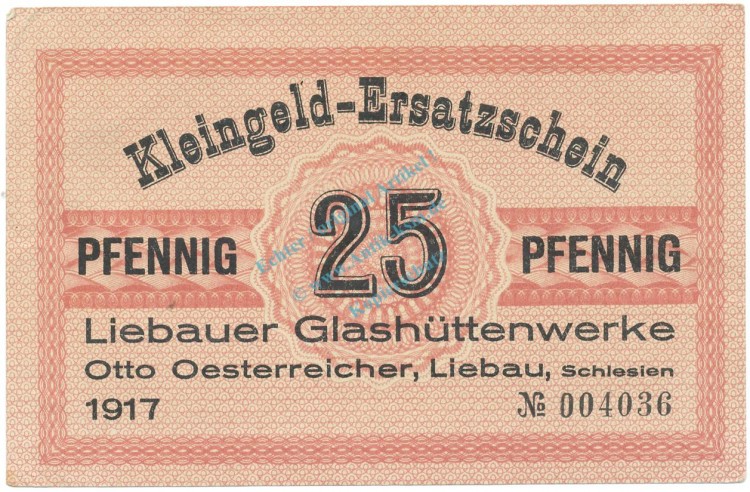 Kleingeld-Ersatzschein
PFENNIG 25 PFENNIG
Liebauer Glashüttenwerke
Otto Oesterreicher, Liebau, Schlesien
1917 № 004036